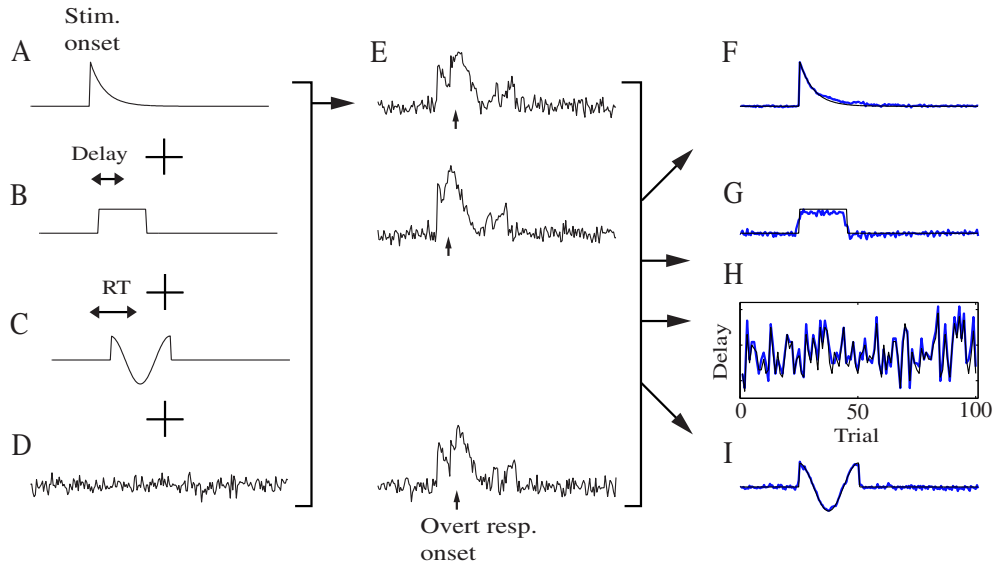 A
Stim.
onset
Delay
B
RT
C
D
E
Overt resp.
onset
F
G
H
Delay
0
50
100
Trial
I